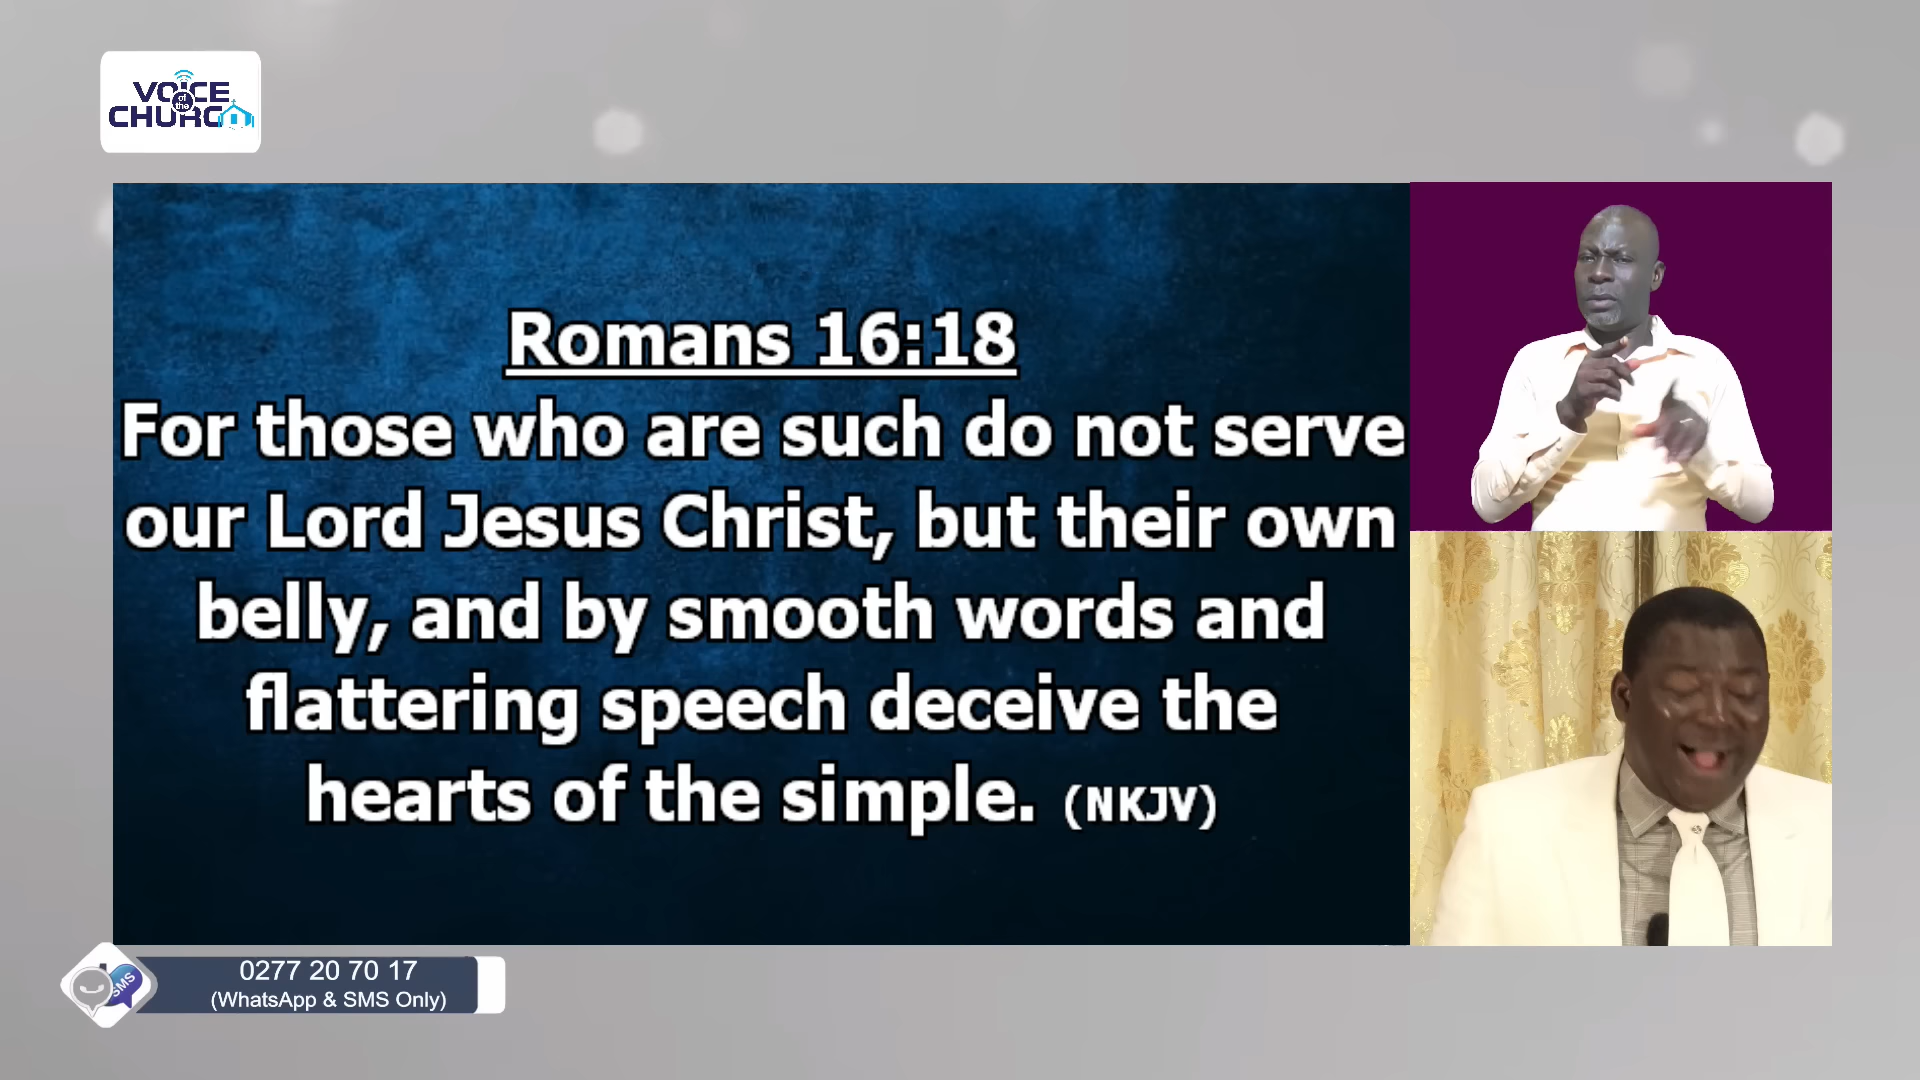 VOICE
of the
CHURCH
Romans 16:18
For those who are such do not serve
our Lord Jesus Christ, but their own
belly, and by smooth words and
flattering speech deceive the
hearts of the simple. (NKJV)
SMS
0277 20 70 17
(WhatsApp & SMS Only)